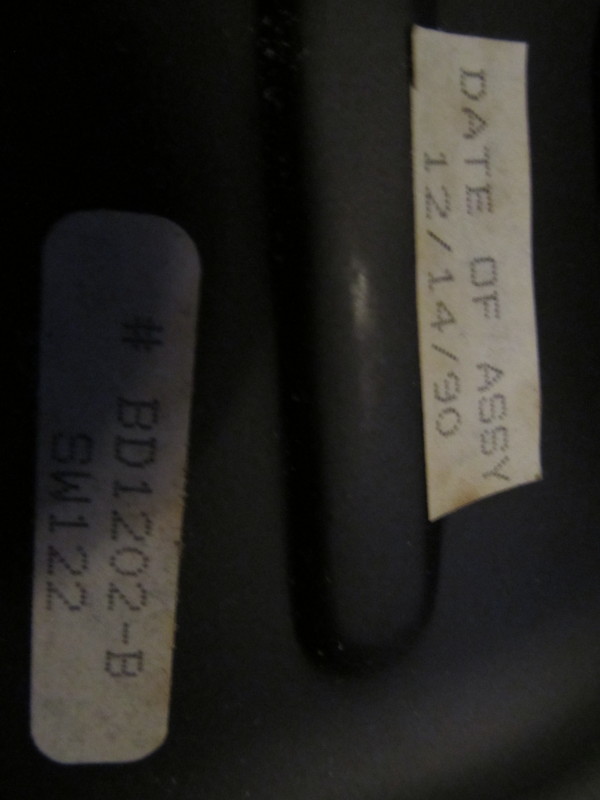 DATE OF ASSY
12/14/90
# BD1202-B
SW122